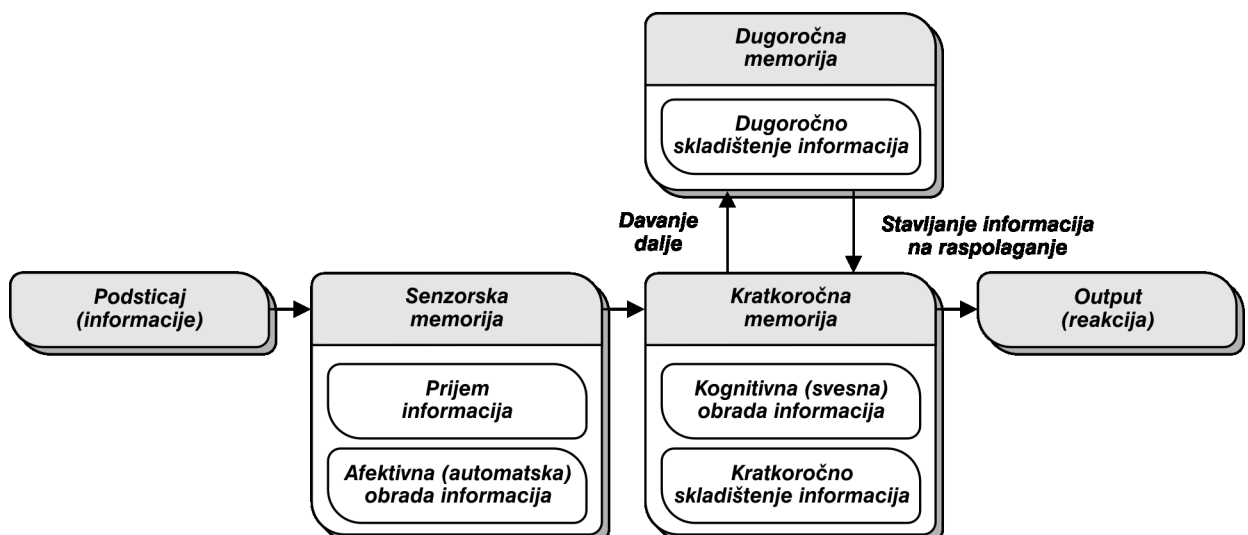 Dugoročna
memorija
Dugoročno
skladištenje informacija
Davanje
dalje
Stavljanje informacija
na raspolaganje
Podsticaj
(informacije)
Senzorska
memorija
Prijem
informacija
Afektivna (automatska)
obrada informacija
Kratkoročna
memorija
Kognitivna (svesna)
obrada informacija
Kratkoročno
skladištenje informacija
Output
(reakcija)